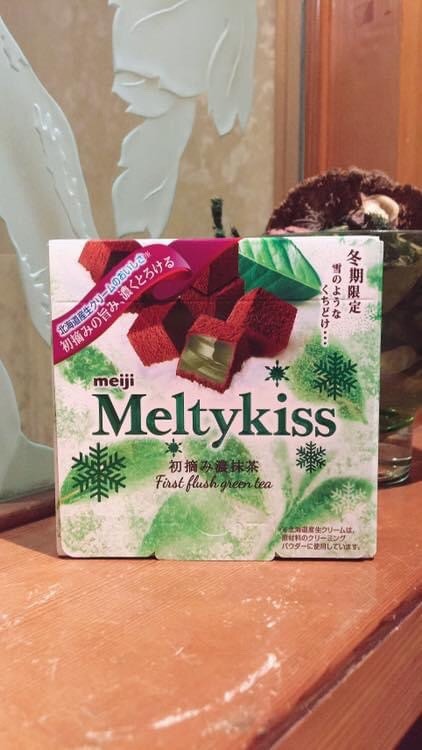 北海道産生クリームのおいしさ※
初摘みの旨み、濃くとろける
冬期限定
雪のような
くちどけ…
meiji
Meltykiss
初摘み濃抹茶
First flush green tea
※北海道産生クリームは、
原材料のクリーミング
パウダーに使用しています。